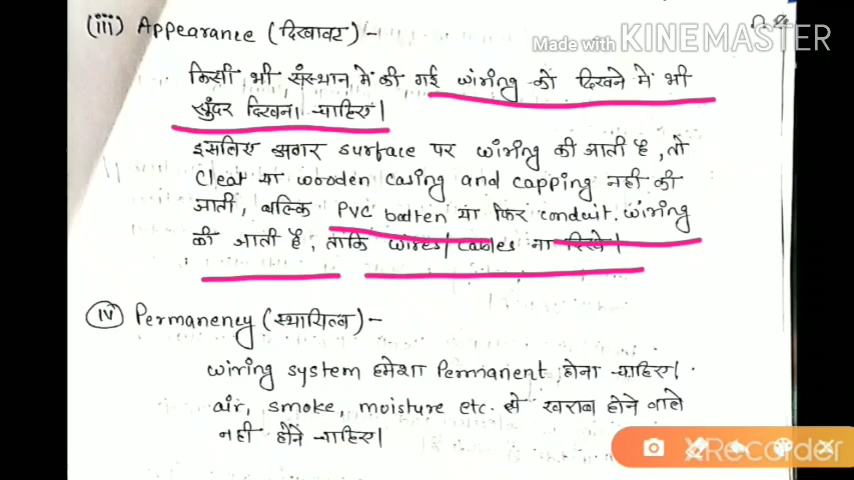 Made with KINEMASTER
(iii) Appearance (दिखावट) -
किसी भी संस्थान मे की गई wiring को दिखने मे भी
सुंदर दिखना चाहिए।
इसलिए अगर surface पर wiring की जाती है, तो
Cleat या wooden casing and capping नही की
जाती, बल्कि PVC batten या फिर conduit wiring
की जाती है, ताकि wires/cables ना दिखे।
(iv) Permanency (स्थायित्व) -
wiring system हमेशा Permanent होना चाहिए।
air, smoke, moisture etc. से खराब होने वाले
नही होने चाहिए।
XRecorder